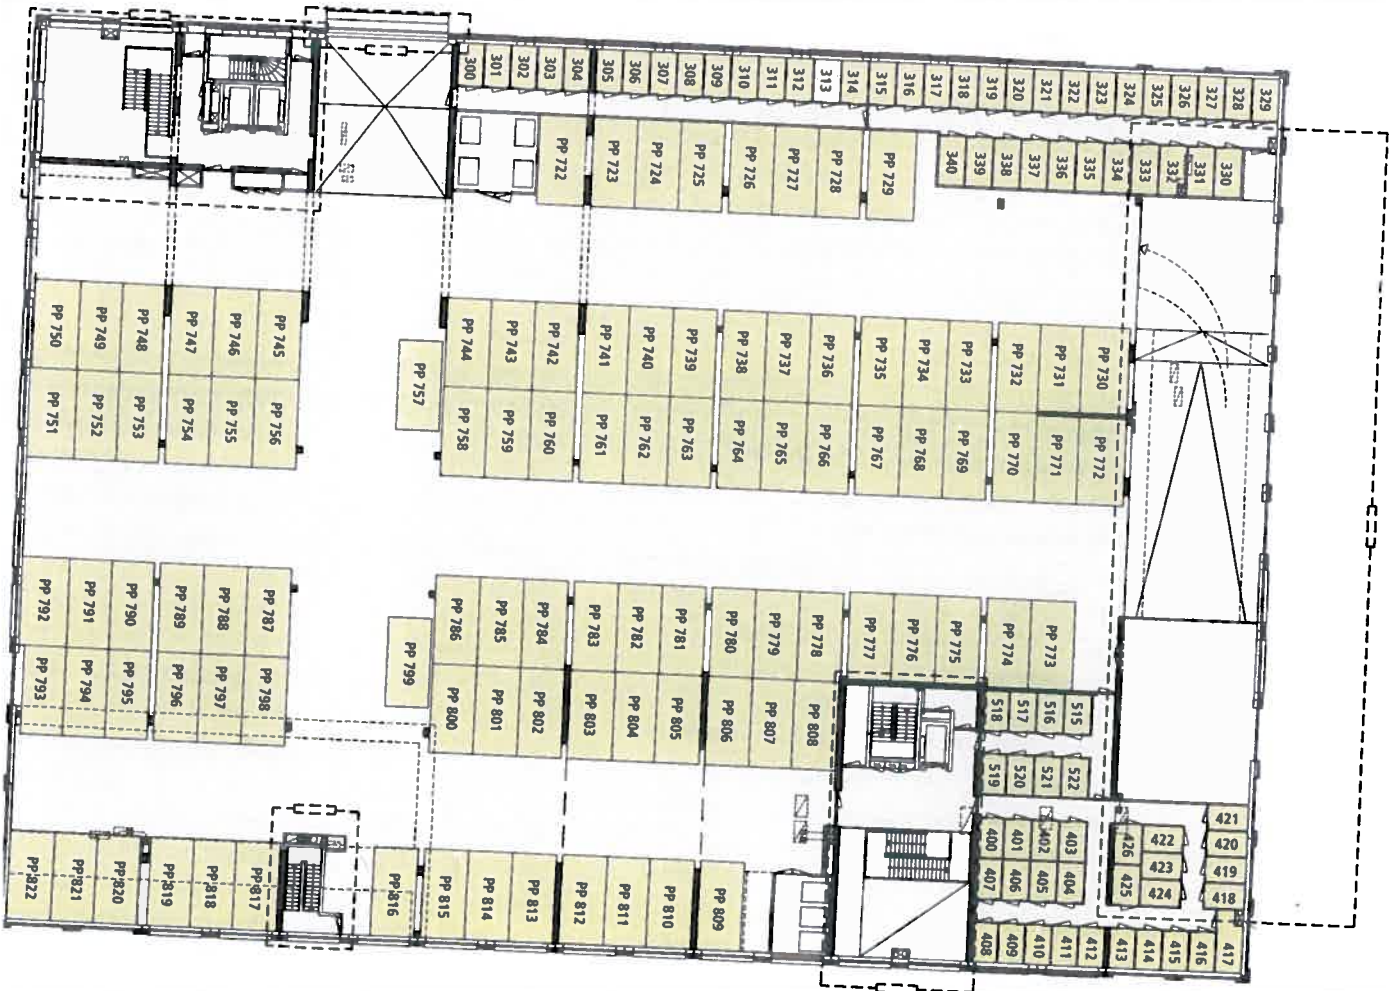 300 301 302 303 304 305 306 307 308 309 310 311 312 313 314 315 316 317 318 319 320 321 322 323 324 325 326 327 328 329
PP 722 PP 723 PP 724 PP 725 PP 726 PP 727 PP 728 PP 729
340 339 338 337 336 335 334 333 332 331 330
PP 750 PP 749 PP 748 PP 747 PP 746 PP 745
PP 744 PP 743 PP 742 PP 741 PP 740 PP 739 PP 738 PP 737 PP 736 PP 735 PP 734 PP 733 PP 732 PP 731 PP 730
PP 757
PP 751 PP 752 PP 753 PP 754 PP 755 PP 756
PP 758 PP 759 PP 760 PP 761 PP 762 PP 763 PP 764 PP 765 PP 766 PP 767 PP 768 PP 769 PP 770 PP 771 PP 772
PP 792 PP 791 PP 790 PP 789 PP 788 PP 787
PP 786 PP 785 PP 784 PP 783 PP 782 PP 781 PP 780 PP 779 PP 778 PP 777 PP 776 PP 775 PP 774 PP 773
PP 799
PP 793 PP 794 PP 795 PP 796 PP 797 PP 798
PP 800 PP 801 PP 802 PP 803 PP 804 PP 805 PP 806 PP 807 PP 808
518 517 516 515
519 520 521 522
400 401 402 403
407 406 405 404
426 422
425 423
424
421
420
419
418
PP 822 PP 821 PP 820 PP 819 PP 818 PP 817 PP 816 PP 815 PP 814 PP 813 PP 812 PP 811 PP 810 PP 809
408 409 410 411 412 413 414 415 416 417